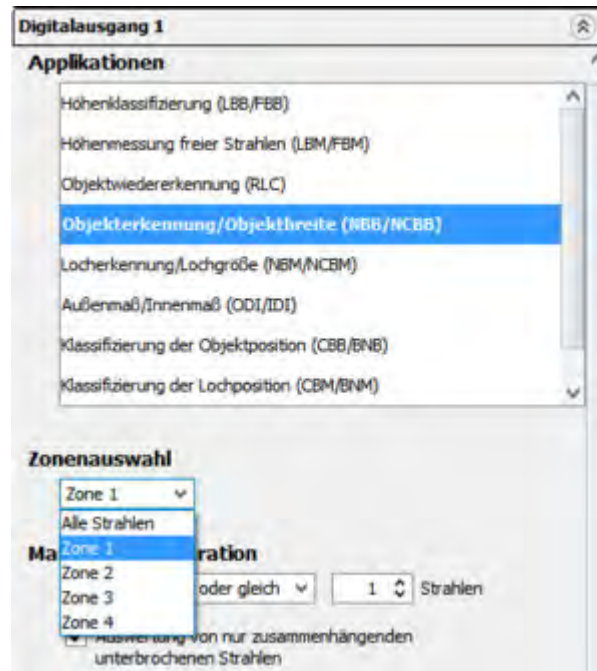 Digitalausgang 1
Applikationen
Höhenklassifizierung (LBB/FBB)
Höhenmessung freier Strahlen (LBM/FBM)
Objektwiedererkennung (RLC)
Objekterkennung/Objektbreite (NBB/NCBB)
Locherkennung/Lochgröße (NBM/NCBM)
Außenmaß/Innenmaß (ODI/IDI)
Klassifizierung der Objektposition (CBB/BNB)
Klassifizierung der Lochposition (CBM/BNM)
Zonenauswahl
Zone 1
Alle Strahlen
Zone 1
Zone 2
Zone 3
Zone 4
Ma ration
oder gleich 1 Strahlen
Auswertung von nur zusammenhängenden
unterbrochenen Strahlen